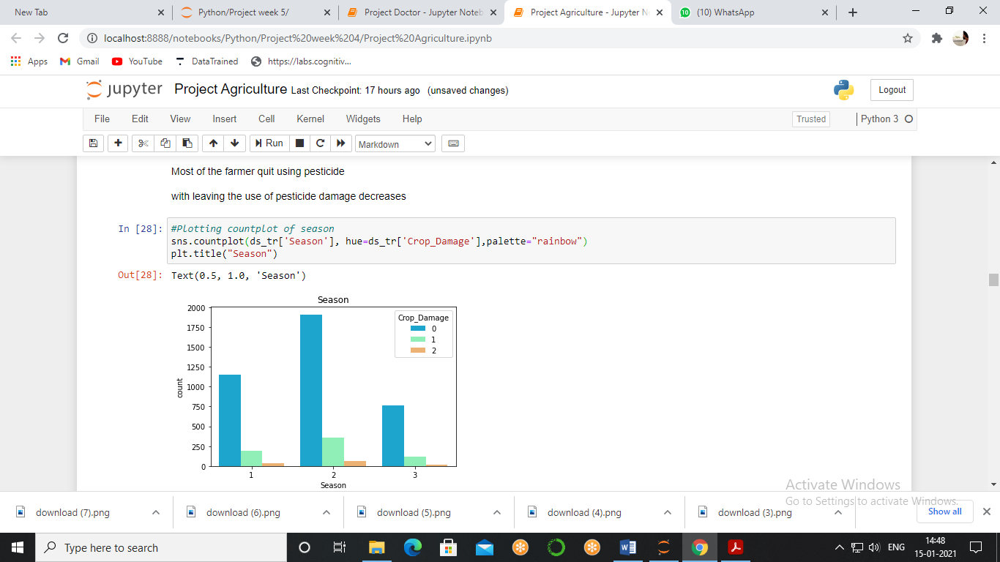 New Tab
Python/Project week 5/
Project Doctor - Jupyter Noteb
Project Agriculture - Jupyter N
10
(10) WhatsApp
localhost:8888/notebooks/Python/Project%20week%204/Project%20Agriculture.ipynb
Apps
Gmail
YouTube
DataTrained
https://labs.cognitiv...
jupyter
Project Agriculture Last Checkpoint: 17 hours ago (unsaved changes)
Logout
File Edit View Insert Cell Kernel Widgets Help
Trusted
Python 3
Run
Markdown
Most of the farmer quit using pesticide
with leaving the use of pesticide damage decreases
In [28]: #Plotting countplot of season
sns.countplot(ds_tr['Season'], hue=ds_tr['Crop_Damage'],palette="rainbow")
plt.title("Season")
Out[28]: Text(0.5, 1.0, 'Season')
Season
2000
1750
1500
1250
1000
750
500
250
0
count
Crop_Damage
0
1
2
1 2 3
Season
Activate Windows
Go to Settings to activate Windows.
download (7).png
download (6).png
download (5).png
download (4).png
download (3).png
Show all
Type here to search
ENG
14:48
15-01-2021